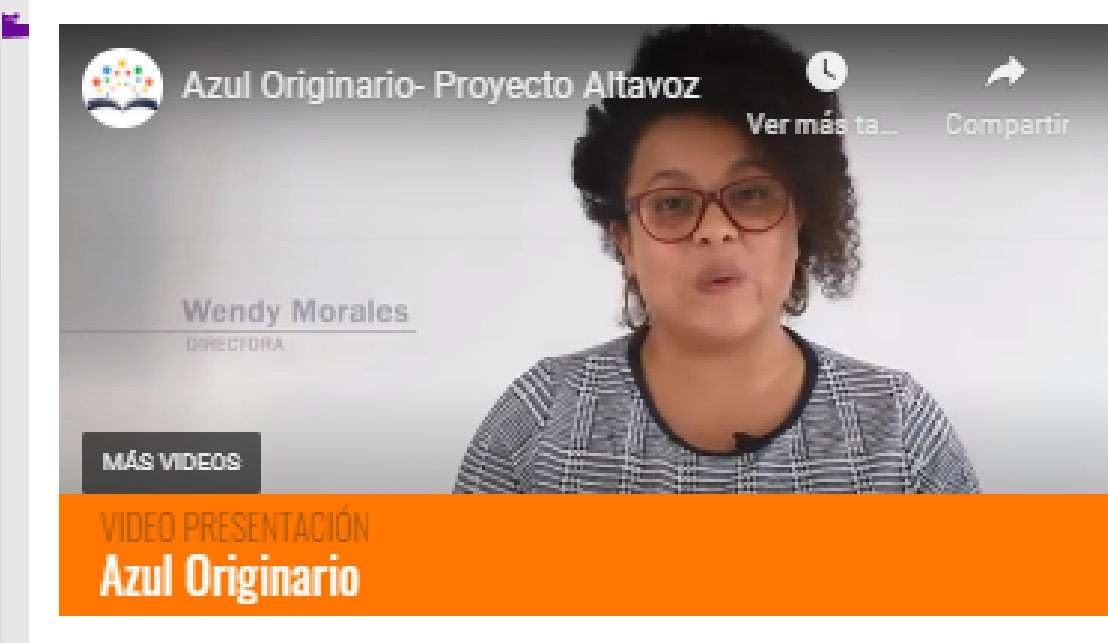 Azul Originario- Proyecto Altavoz
Ver más ta...
Compartir
Wendy Morales
DIRECTORA
MÁS VIDEOS
VIDEO PRESENTACIÓN
Azul Originario